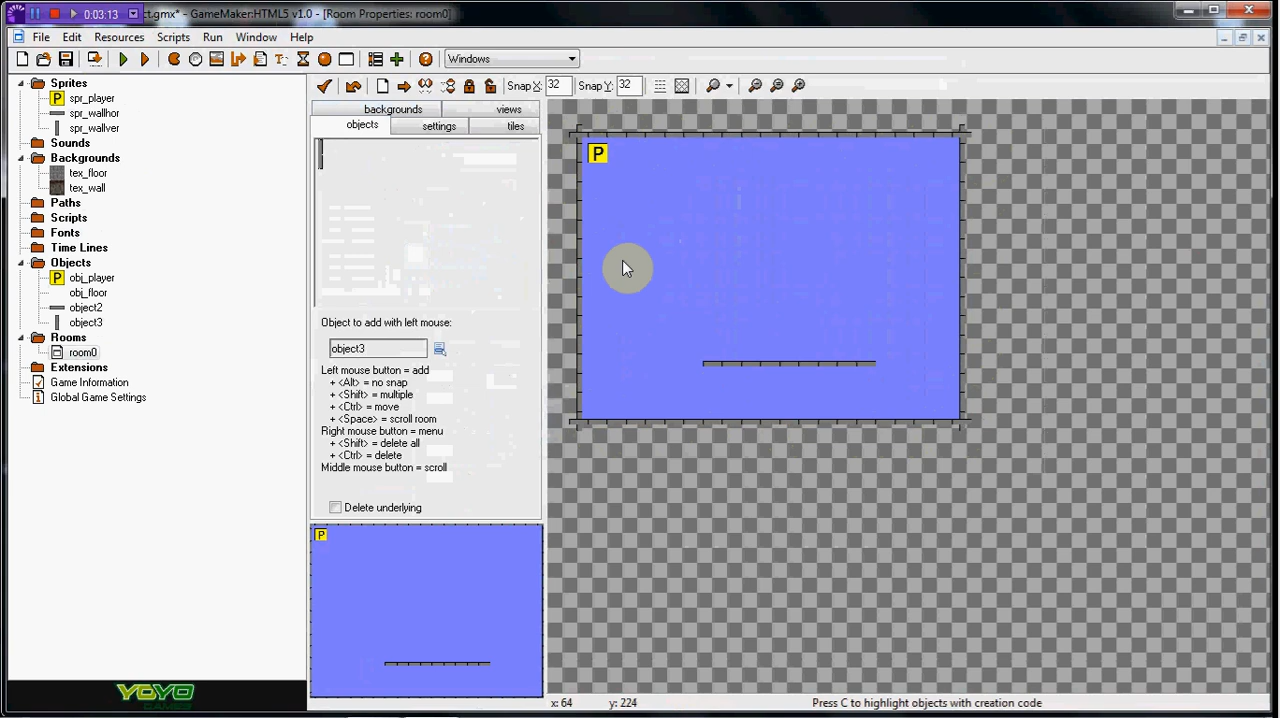 00:03:13
ct.gmx* - GameMaker:HTML5 v1.0 - [Room Properties: room0]
File Edit Resources Scripts Run Window Help
Windows
Sprites
P spr_player
spr_wallhor
spr_wallver
Sounds
Backgrounds
tex_floor
tex_wall
Paths
Scripts
Fonts
Time Lines
Objects
P obj_player
obj_floor
object2
object3
Rooms
room0
Extensions
Game Information
Global Game Settings
YOYO
GAMES
Snap X: 32 Snap Y: 32
backgrounds views
objects settings tiles
Object to add with left mouse:
object3
Left mouse button = add
+ <Alt> = no snap
+ <Shift> = multiple
+ <Ctrl> = move
+ <Space> = scroll room
Right mouse button = menu
+ <Shift> = delete all
+ <Ctrl> = delete
Middle mouse button = scroll
Delete underlying
P
P
x: 64 y: 224 Press C to highlight objects with creation code